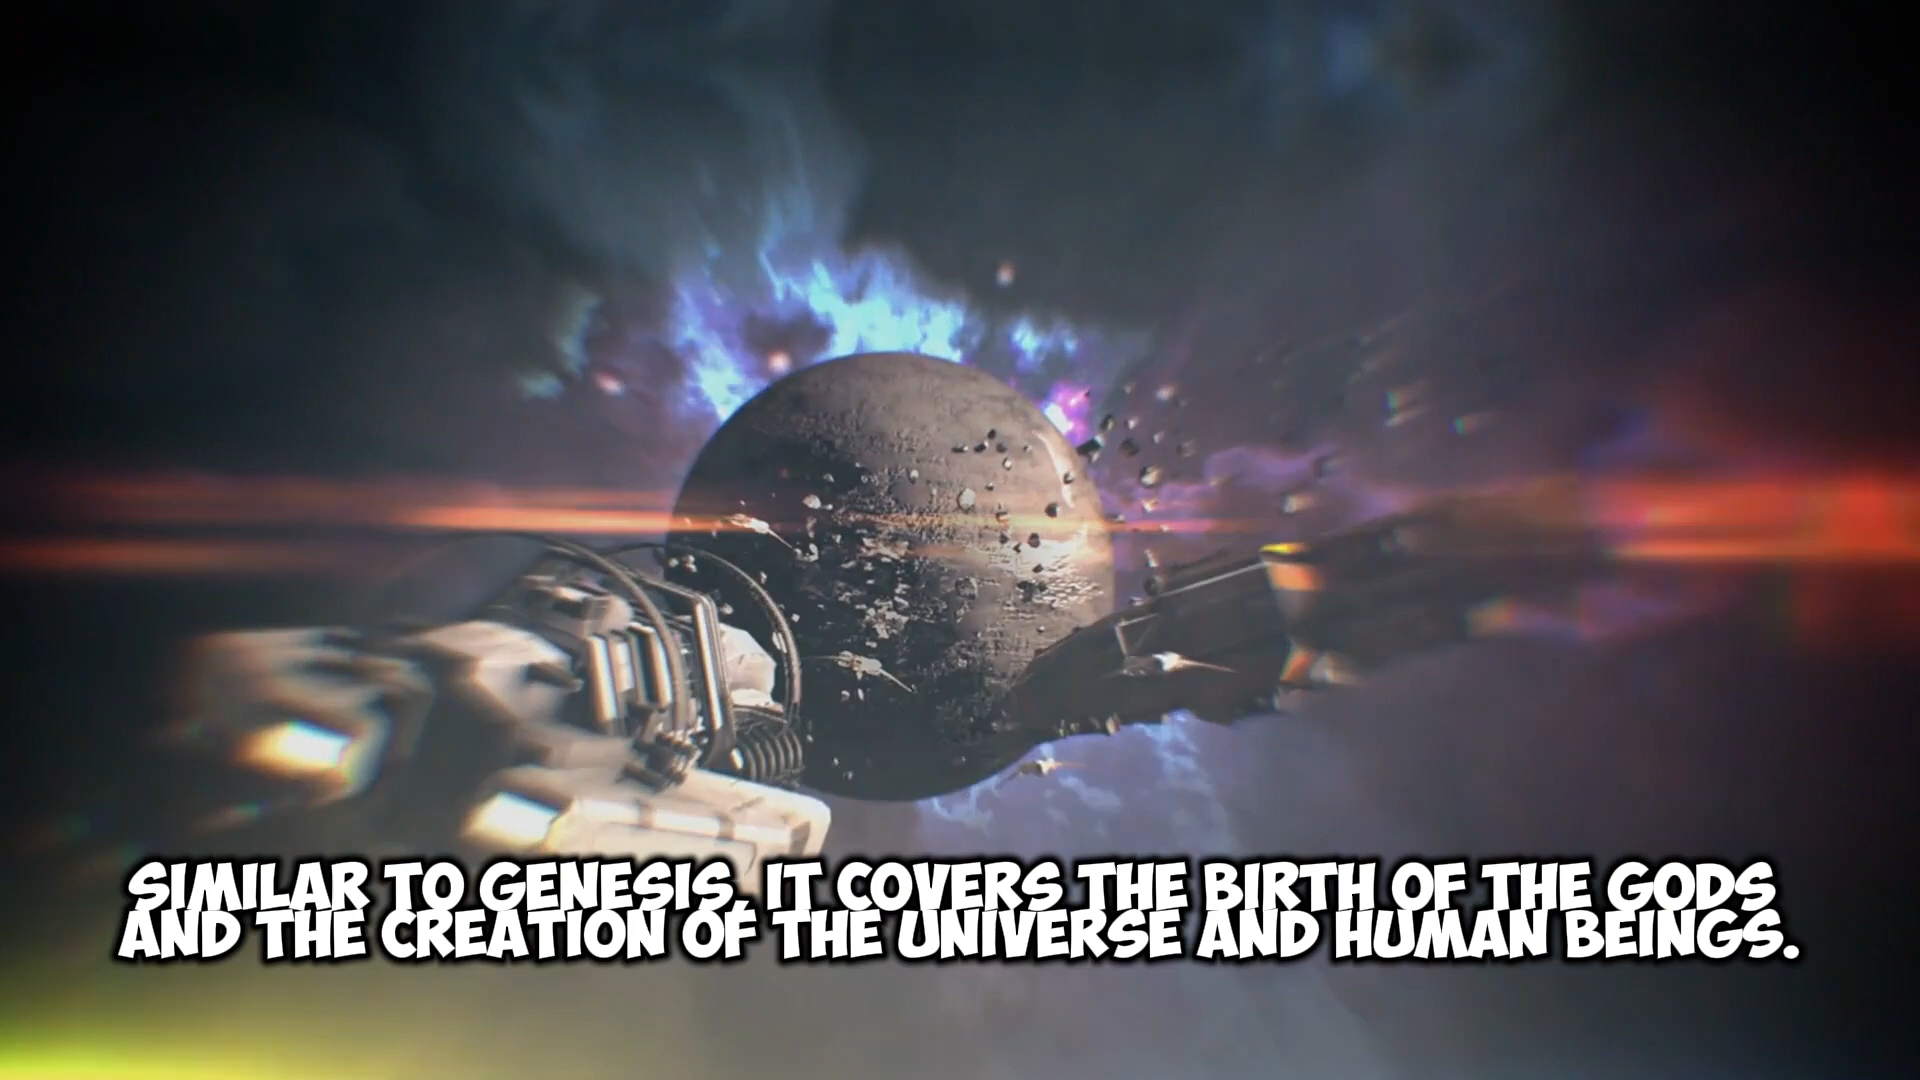 SIMILAR TO GENESIS, IT COVERS THE BIRTH OF THE GODS
AND THE CREATION OF THE UNIVERSE AND HUMAN BEINGS.